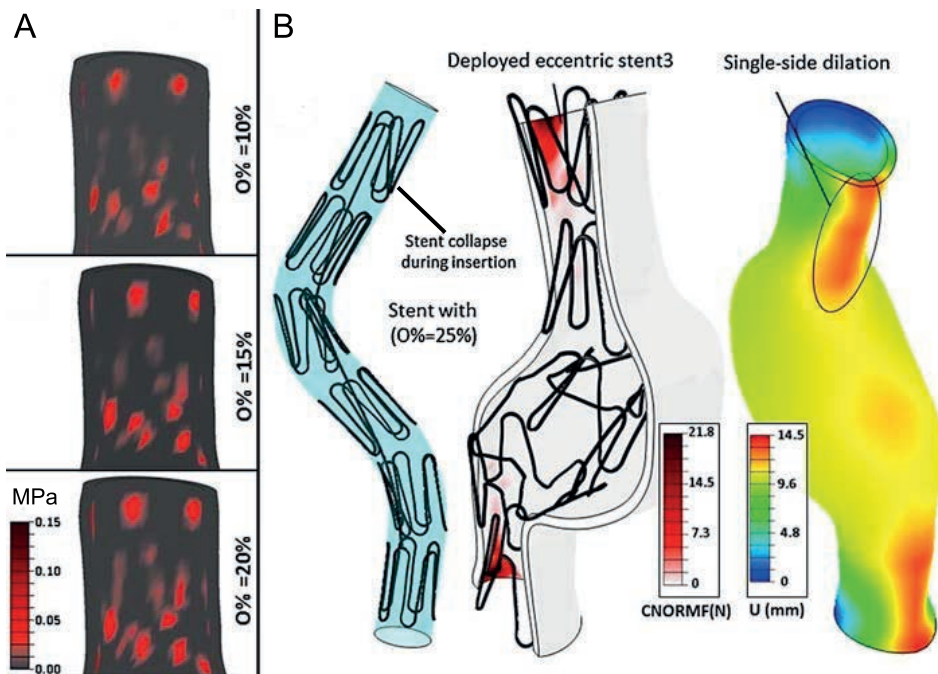 A
O% =10%
O% =15%
O% =20%
MPa
0.15
0.10
0.05
0.00
B
Deployed eccentric stent3
Single-side dilation
Stent collapse
during insertion
Stent with
(O%=25%)
21.8
14.5
7.3
0
CNORMF(N)
14.5
9.6
4.8
0
U (mm)